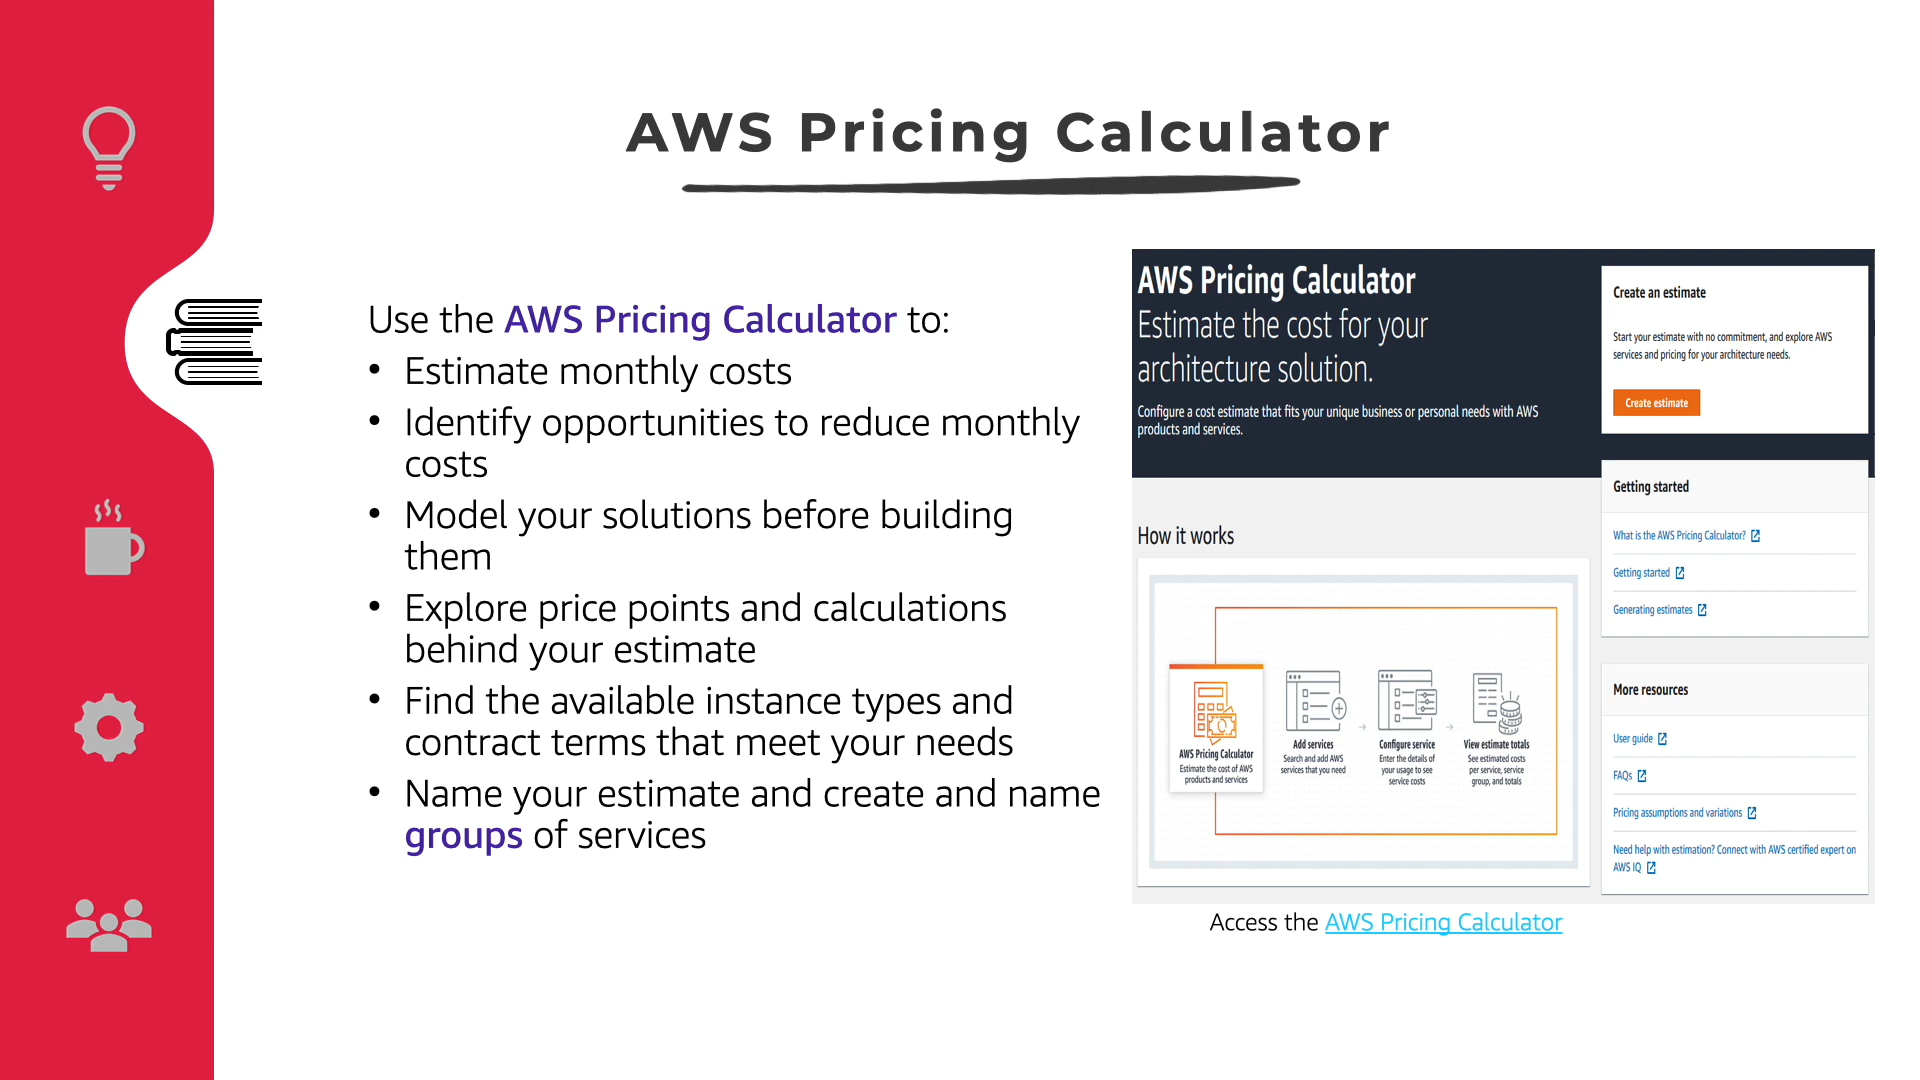 AWS Pricing Calculator
Use the AWS Pricing Calculator to:
• Estimate monthly costs
• Identify opportunities to reduce monthly
costs
• Model your solutions before building
them
• Explore price points and calculations
behind your estimate
• Find the available instance types and
contract terms that meet your needs
• Name your estimate and create and name
groups of services
AWS Pricing Calculator
Estimate the cost for your
architecture solution.
Configure a cost estimate that fits your unique business or personal needs with AWS
products and services.
Create an estimate
Start your estimate with no commitment, and explore AWS
services and pricing for your architecture needs.
Create estimate
Getting started
What is the AWS Pricing Calculator?
Getting started
Generating estimates
How it works
AWS Pricing Calculator
Estimate the cost of AWS
products and services
Add services
Search and add AWS
services that you need
Configure service
Enter the details of
your usage to see
service costs
View estimate totals
See estimated costs
per service, service
group, and totals
More resources
User guide
FAQs
Pricing assumptions and variations
Need help with estimation? Connect with AWS certified expert on
AWS IQ
Access the AWS Pricing Calculator